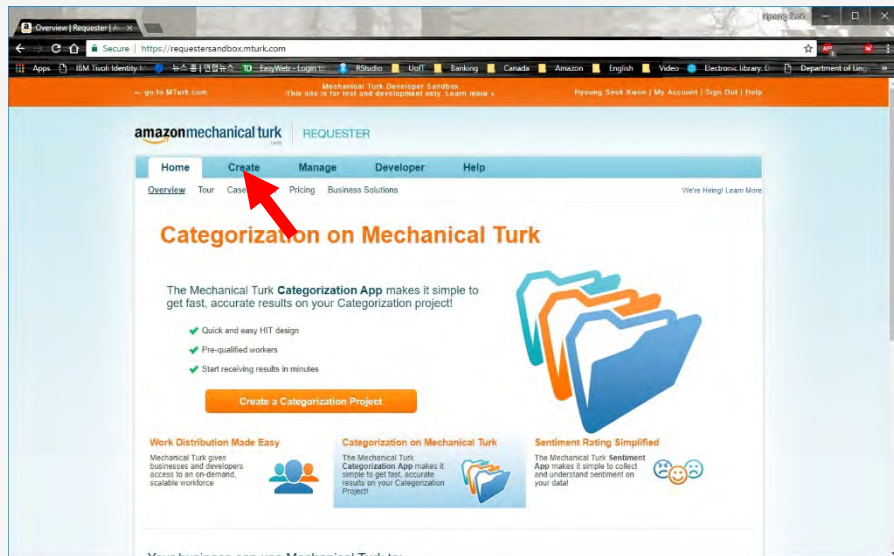 Overview | Requester | A
Hyoung Seok
Secure | https://requestersandbox.mturk.com
Apps IBM Tivoli Identity 뉴스 홈 | 연합뉴스 EasyWeb - Login RStudio UofT Banking Canada Amazon English Video Electronic library. D Department of Ling »
← go to MTurk.com
Mechanical Turk Developer Sandbox
This site is for test and development only. Learn more »
Hyoung Seok Kwon | My Account | Sign Out | Help
amazonmechanical turk REQUESTER
Home Create Manage Developer Help
Overview Tour Case Pricing Business Solutions We're Hiring! Learn More
Categorization on Mechanical Turk
The Mechanical Turk Categorization App makes it simple to
get fast, accurate results on your Categorization project!
Quick and easy HIT design
Pre-qualified workers
Start receiving results in minutes
Create a Categorization Project
Work Distribution Made Easy
Mechanical Turk gives
businesses and developers
access to an on-demand,
scalable workforce
Categorization on Mechanical Turk
The Mechanical Turk
Categorization App makes it
simple to get fast, accurate
results on your Categorization
Project!
Sentiment Rating Simplified
The Mechanical Turk Sentiment
App makes it simple to collect
and understand sentiment on
your data!
Your business can use Mechanical Turk to: